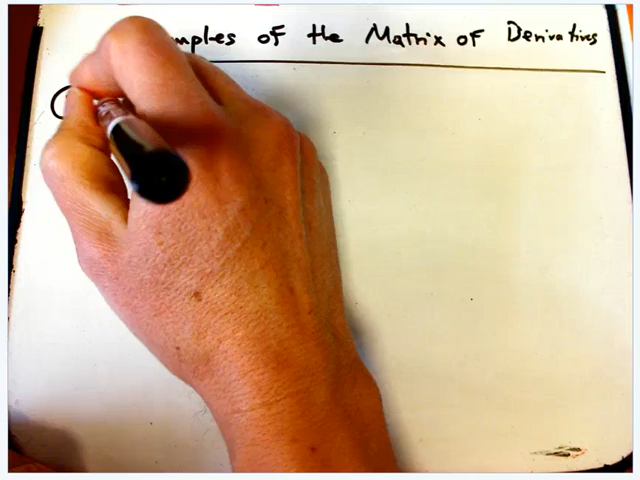 of the Matrix of Derivatives